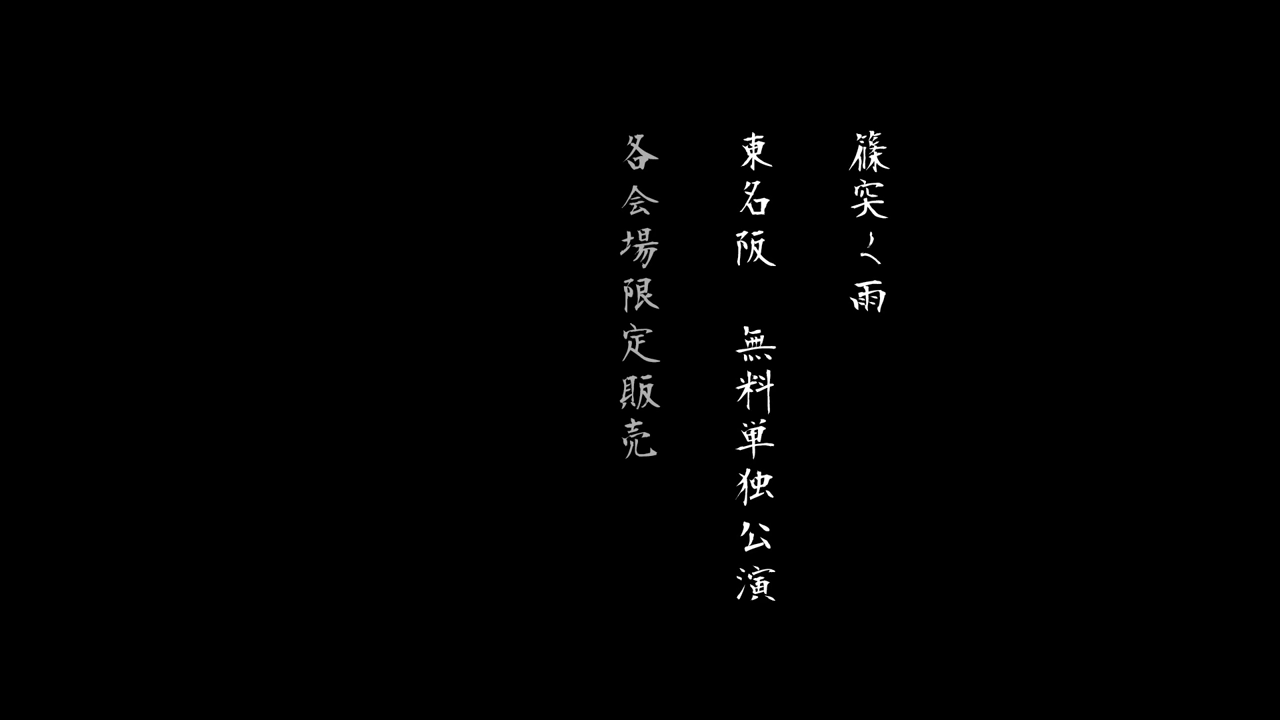 篠突く雨
東名阪　無料単独公演
各会場限定販売